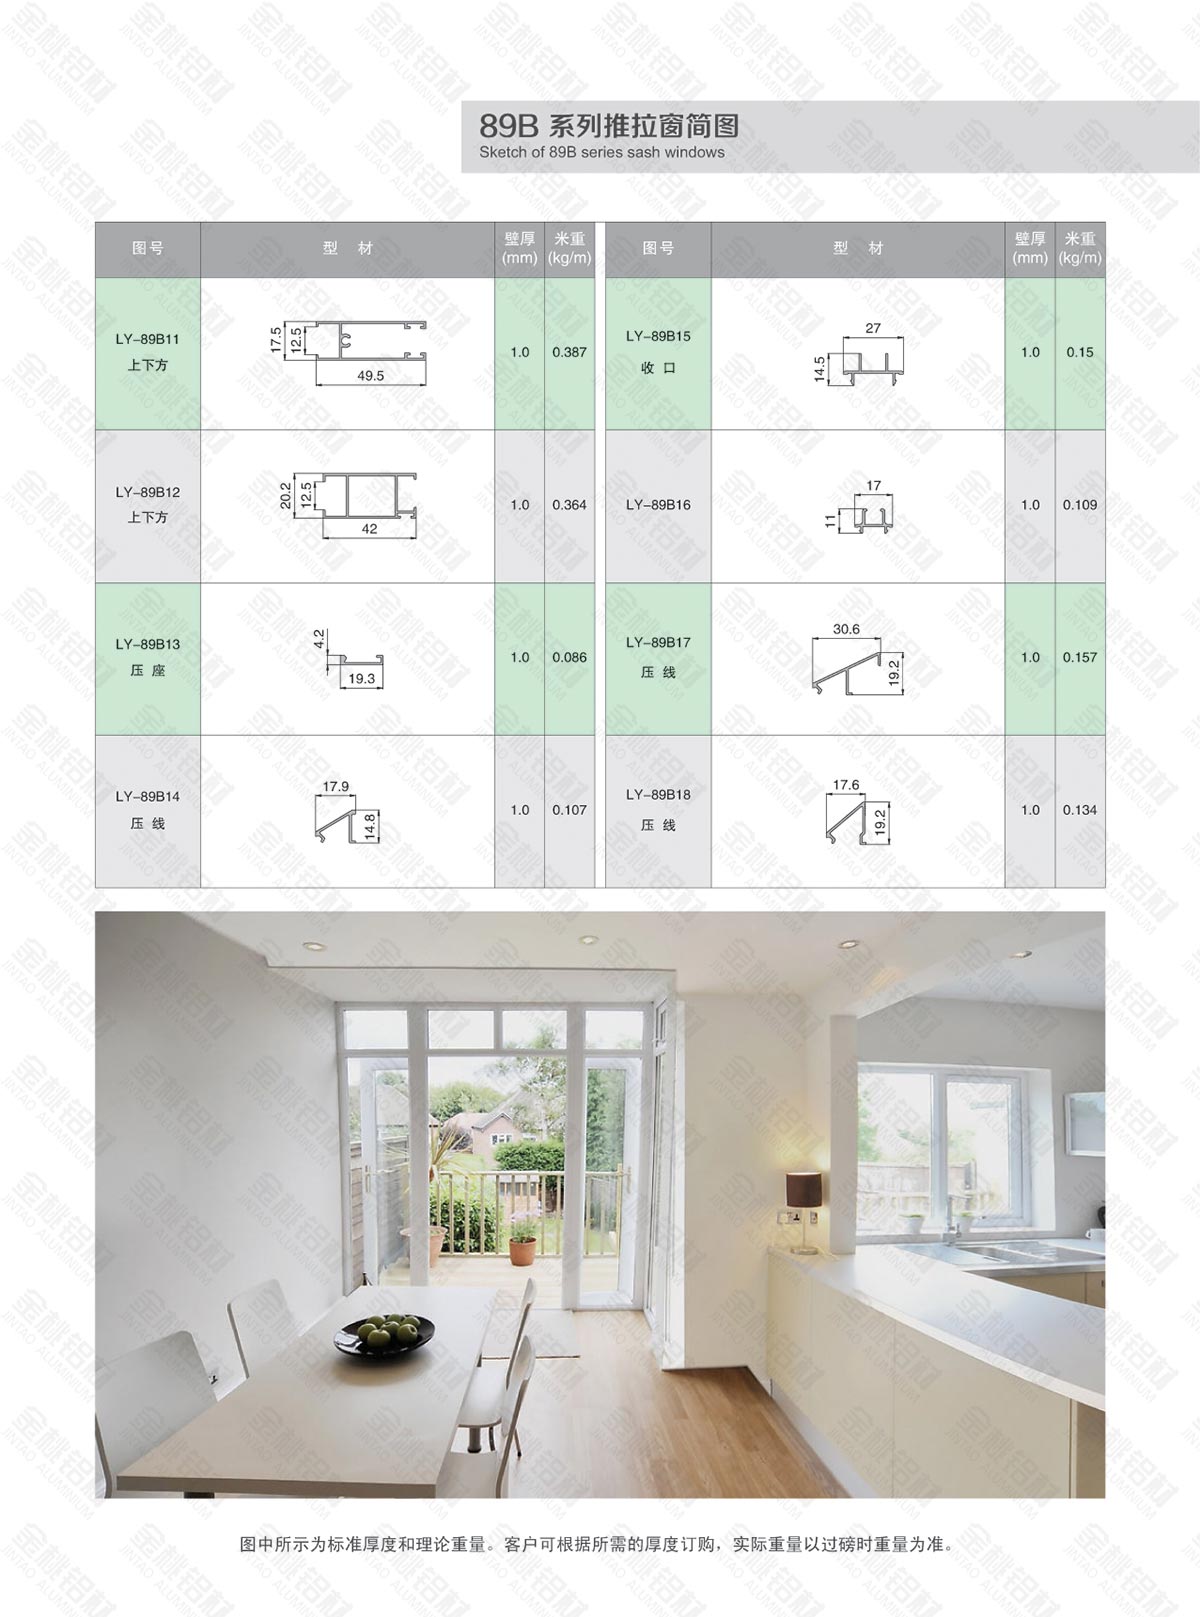 89B 系列推拉窗简图
Sketch of 89B series sash windows
图号 型 材 壁厚 (mm) 米重 (kg/m)
LY-89B11
上下方
17.5
12.5
49.5
1.0 0.387
LY-89B12
上下方
20.2
12.5
42
1.0 0.364
LY-89B13
压 座
4.2
19.3
1.0 0.086
LY-89B14
压 线
17.9
14.8
1.0 0.107
图号 型 材 壁厚 (mm) 米重 (kg/m)
LY-89B15
收 口
27
14.5
1.0 0.15
LY-89B16
17
11
1.0 0.109
LY-89B17
压 线
30.6
19.2
1.0 0.157
LY-89B18
压 线
17.6
19.2
1.0 0.134
图中所示为标准厚度和理论重量。客户可根据所需的厚度订购，实际重量以过磅时重量为准。
金桃铝材
JINTAO ALUMINIUM